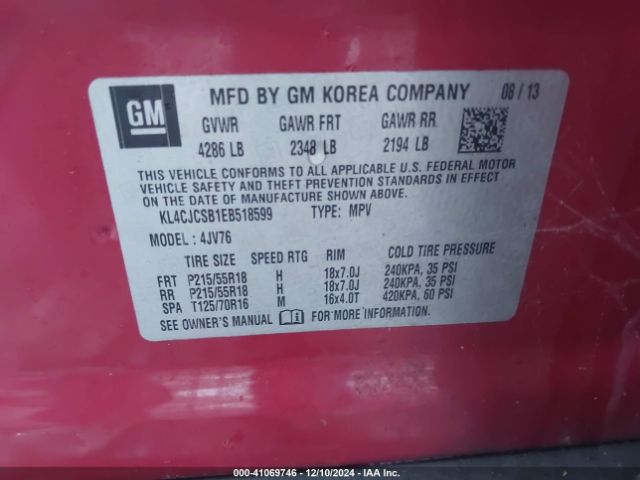 GM
MFD BY GM KOREA COMPANY 08 / 13
GVWR GAWR FRT GAWR RR
4286 LB 2348 LB 2194 LB
THIS VEHICLE CONFORMS TO ALL APPLICABLE U.S. FEDERAL MOTOR
VEHICLE SAFETY AND THEFT PREVENTION STANDARDS IN EFFECT
ON THE DATE OF MANUFACTURE SHOWN ABOVE.
KL4CJCSB1EB518599 TYPE: MPV
MODEL: 4JV76
TIRE SIZE SPEED RTG RIM COLD TIRE PRESSURE
FRT P215/55R18 H 18x7.0J 240KPA, 35 PSI
RR P215/55R18 H 18x7.0J 240KPA, 35 PSI
SPA T125/70R16 M 16x4.0T 420KPA, 60 PSI
SEE OWNER'S MANUAL FOR MORE INFORMATION.
000-41069746 - 12/10/2024 - IAA Inc.